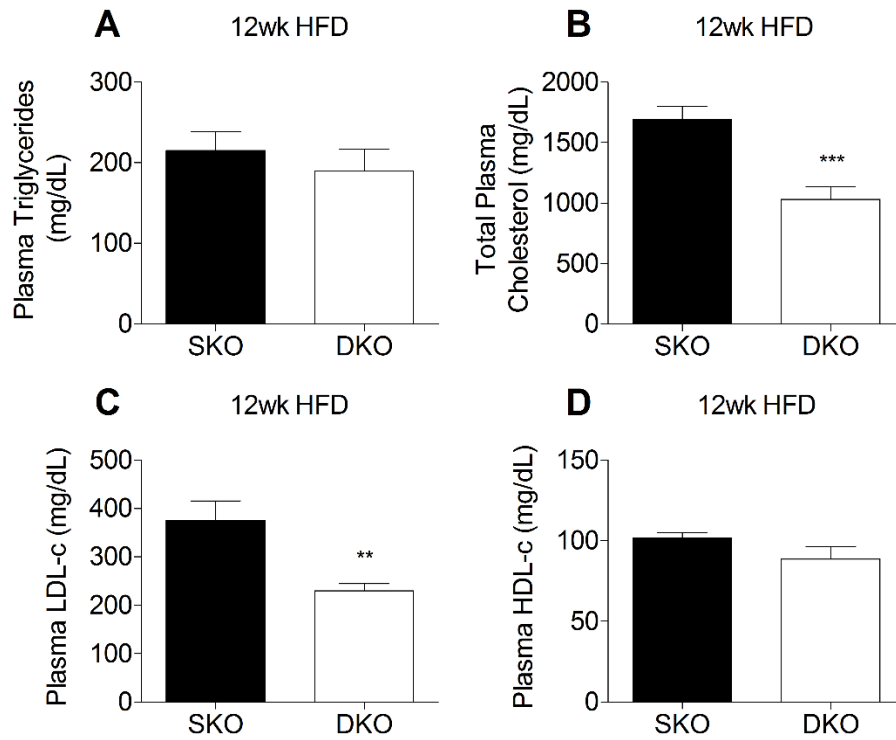 A
12wk HFD
Plasma Triglycerides
(mg/dL)
300
200
100
0
SKO
DKO
B
12wk HFD
Total Plasma
Cholesterol (mg/dL)
2000
1500
1000
500
0
***
SKO
DKO
C
12wk HFD
Plasma LDL-c (mg/dL)
500
400
300
200
100
0
**
SKO
DKO
D
12wk HFD
Plasma HDL-c (mg/dL)
150
100
50
0
SKO
DKO